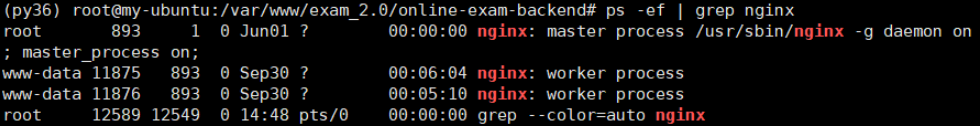 (py36) root@my-ubuntu:/var/www/exam_2.0/online-exam-backend# ps -ef | grep nginx
root       893     1  0 Jun01 ?        00:00:00 nginx: master process /usr/sbin/nginx -g daemon on
; master_process on;
www-data 11875   893  0 Sep30 ?        00:06:04 nginx: worker process
www-data 11876   893  0 Sep30 ?        00:05:10 nginx: worker process
root     12589 12549  0 14:48 pts/0    00:00:00 grep --color=auto nginx